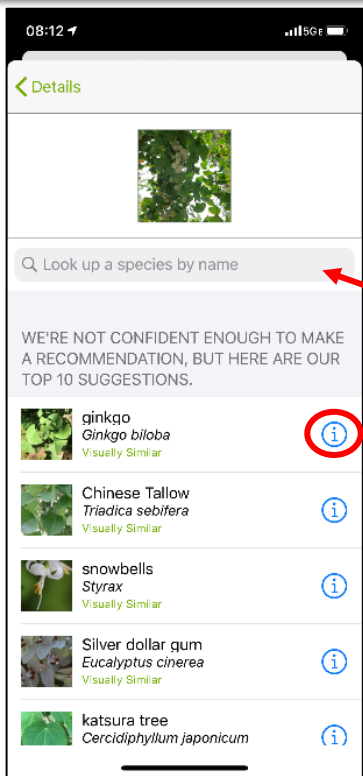 08:12 5GE
Details
Look up a species by name
WE'RE NOT CONFIDENT ENOUGH TO MAKE
A RECOMMENDATION, BUT HERE ARE OUR
TOP 10 SUGGESTIONS.
ginkgo
Ginkgo biloba
Visually Similar
Chinese Tallow
Triadica sebifera
Visually Similar
snowbells
Styrax
Visually Similar
Silver dollar gum
Eucalyptus cinerea
Visually Similar
katsura tree
Cercidiphyllum japonicum